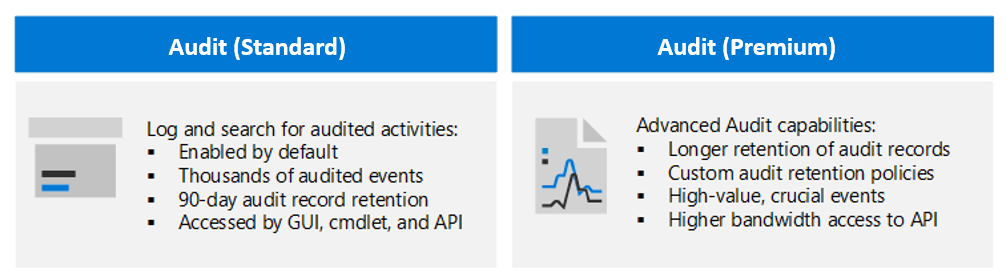 Audit (Standard)
Log and search for audited activities:
▪ Enabled by default
▪ Thousands of audited events
▪ 90-day audit record retention
▪ Accessed by GUI, cmdlet, and API
Audit (Premium)
Advanced Audit capabilities:
▪ Longer retention of audit records
▪ Custom audit retention policies
▪ High-value, crucial events
▪ Higher bandwidth access to API